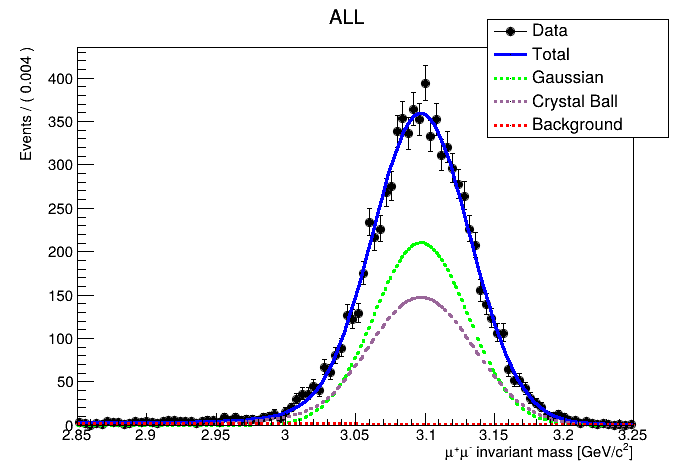 ALL
Data
Total
Gaussian
Crystal Ball
Background
Events / ( 0.004 )
400
350
300
250
200
150
100
50
0
2.85 2.9 2.95 3 3.05 3.1 3.15 3.2 3.25
μ⁺μ⁻ invariant mass [GeV/c²]